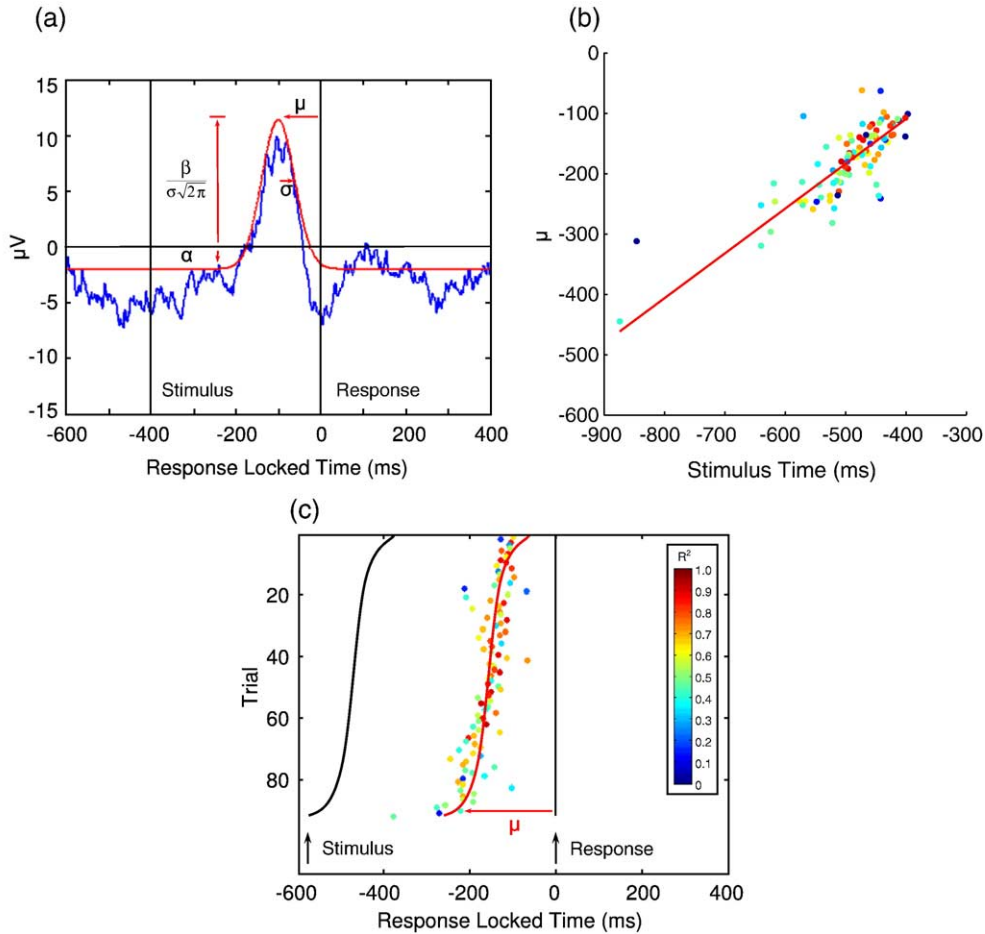 (a)
15
10
5
0
-5
-10
-15
μV
β
σ√2π
μ
σ
α
Stimulus
Response
-600
-400
-200
0
200
400
Response Locked Time (ms)
(b)
0
-100
-200
-300
-400
-500
-600
μ
-900
-800
-700
-600
-500
-400
-300
Stimulus Time (ms)
(c)
20
40
60
80
Trial
R²
1.0
0.9
0.8
0.7
0.6
0.5
0.4
0.3
0.2
0.1
0
μ
Stimulus
Response
-600
-400
-200
0
200
400
Response Locked Time (ms)